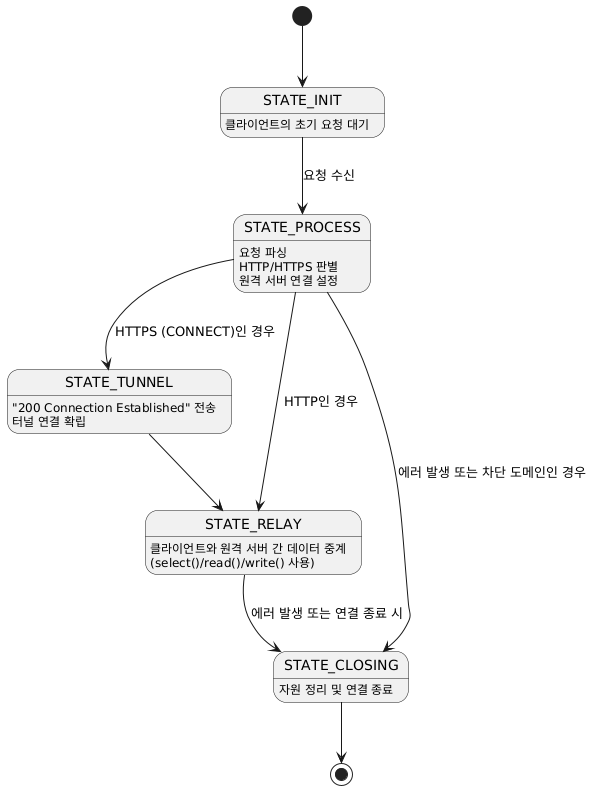 STATE_INIT
클라이언트의 초기 요청 대기
요청 수신
STATE_PROCESS
요청 파싱
HTTP/HTTPS 판별
원격 서버 연결 설정
HTTPS (CONNECT)인 경우
STATE_TUNNEL
"200 Connection Established" 전송
터널 연결 확립
HTTP인 경우
에러 발생 또는 차단 도메인인 경우
STATE_RELAY
클라이언트와 원격 서버 간 데이터 중계
(select()/read()/write() 사용)
에러 발생 또는 연결 종료 시
STATE_CLOSING
자원 정리 및 연결 종료